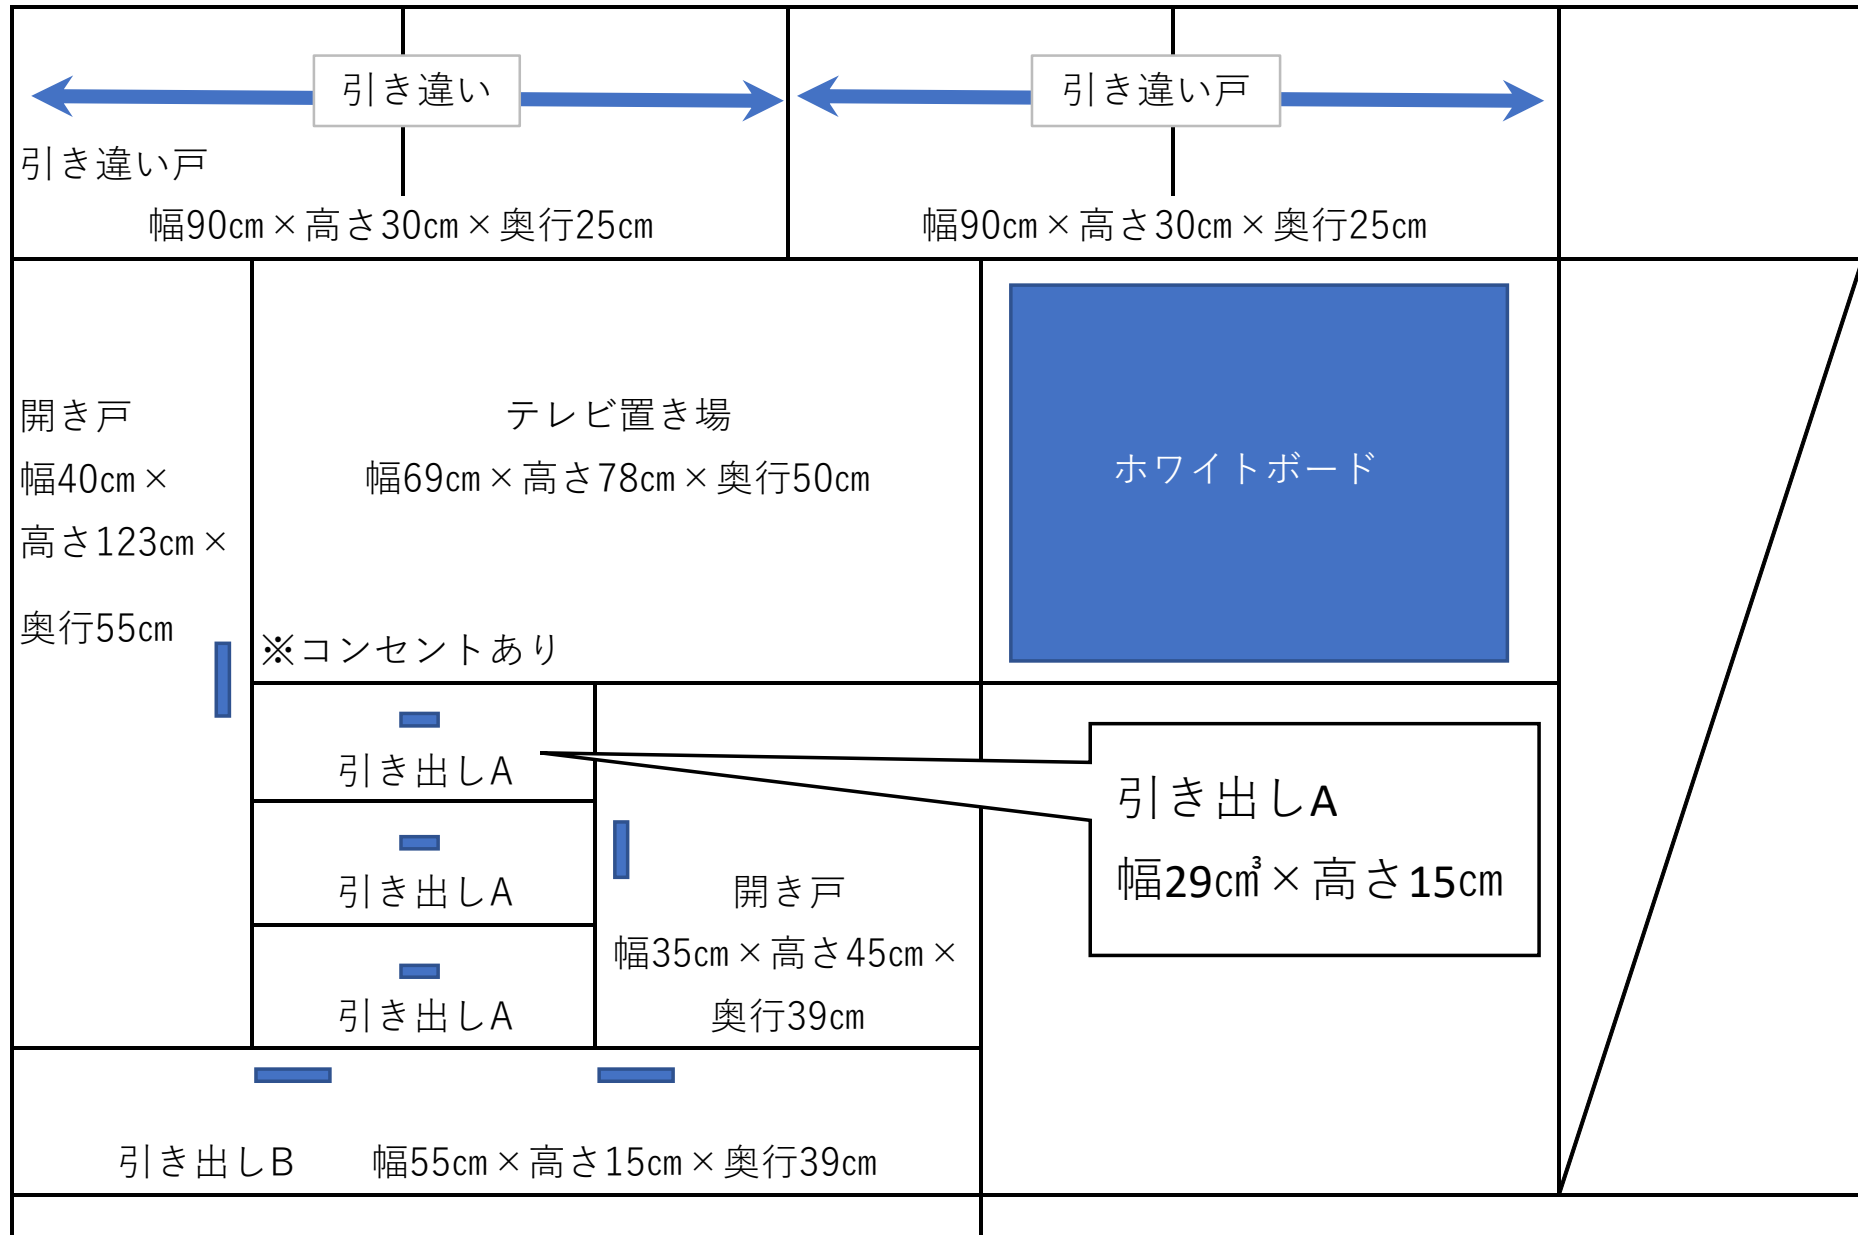 引き違い
引き違い戸
引き違い戸
幅90㎝×高さ30㎝×奥行25㎝
幅90㎝×高さ30㎝×奥行25㎝
開き戸
幅40㎝×
高さ123㎝×
奥行55㎝
テレビ置き場
幅69㎝×高さ78㎝×奥行50㎝
※コンセントあり
ホワイトボード
引き出しA
引き出しA
引き出しA
開き戸
幅35㎝×高さ45㎝×
奥行39㎝
引き出しA
幅29㎤×高さ15㎝
引き出しB 幅55㎝×高さ15㎝×奥行39㎝